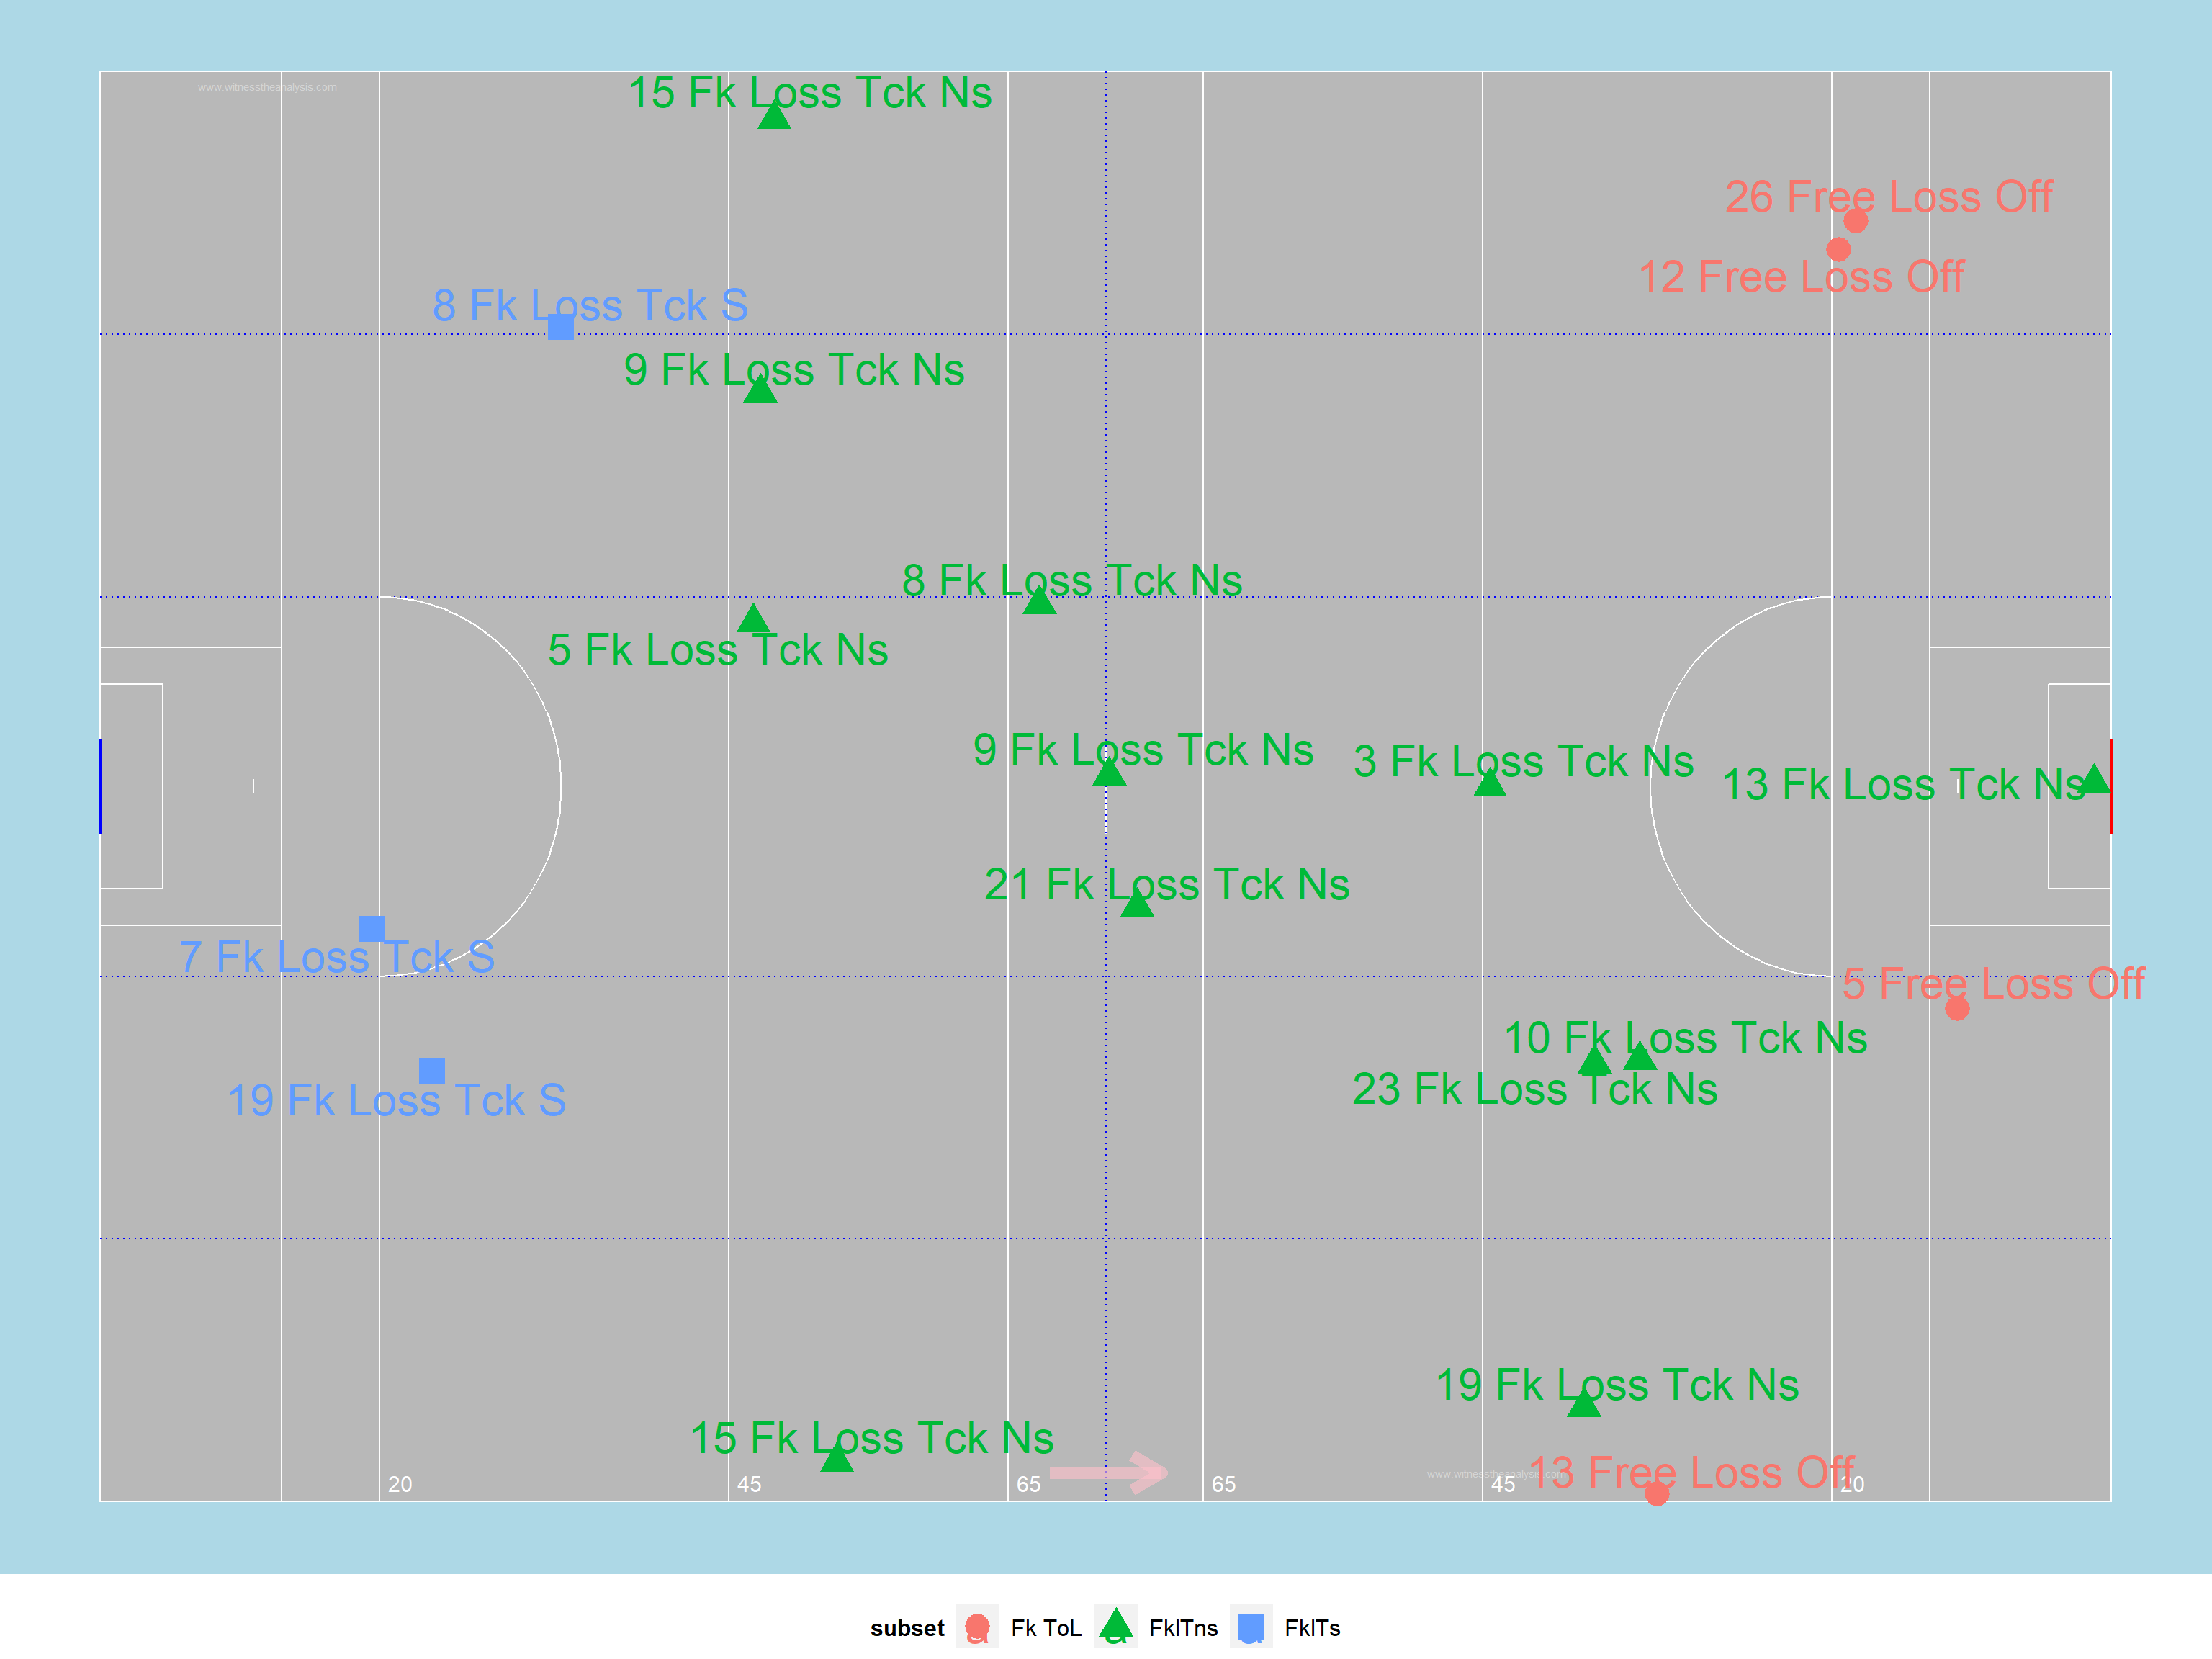 www.witnesstheanalysis.com
15 Fk Loss Tck Ns
26 Free Loss Off
12 Free Loss Off
8 Fk Loss Tck S
9 Fk Loss Tck Ns
8 Fk Loss Tck Ns
5 Fk Loss Tck Ns
9 Fk Loss Tck Ns
3 Fk Loss Tck Ns
13 Fk Loss Tck Ns
21 Fk Loss Tck Ns
7 Fk Loss Tck S
5 Free Loss Off
10 Fk Loss Tck Ns
23 Fk Loss Tck Ns
19 Fk Loss Tck S
19 Fk Loss Tck Ns
15 Fk Loss Tck Ns
13 Free Loss Off
www.witnesstheanalysis.com
20 45 65 65 45 20
subset Fk ToL FklTns FklTs